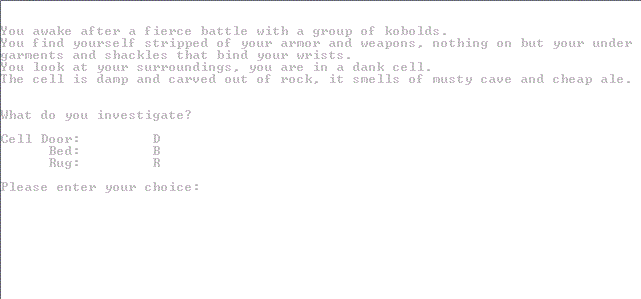 You awake after a fierce battle with a group of kobolds.
You find yourself stripped of your armor and weapons, nothing on but your under
garments and shackles that bind your wrists.
You look at your surroundings, you are in a dank cell.
The cell is damp and carved out of rock, it smells of musty cave and cheap ale.
What do you investigate?
Cell Door: D
Bed: B
Rug: R
Please enter your choice: